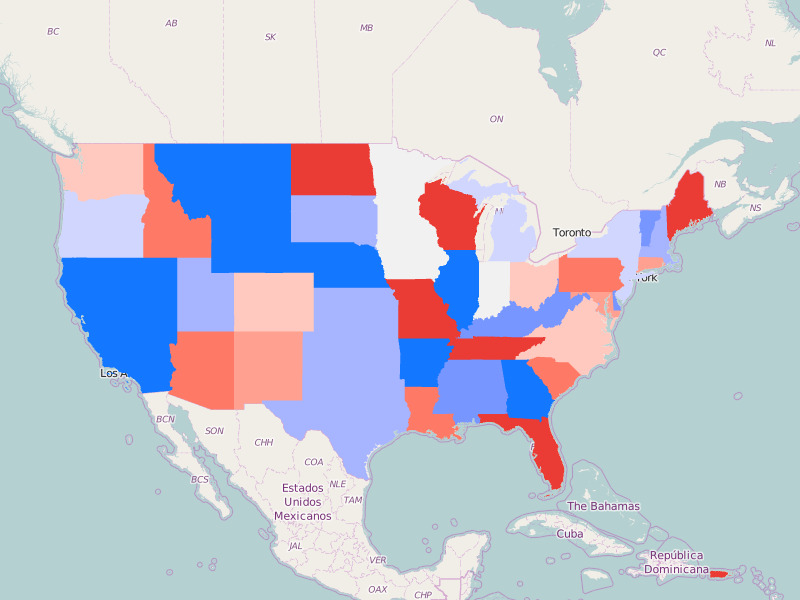 BC
AB
SK
MB
ON
QC
NL
NB
NS
Toronto
York
Los A
BCN
SON
CHH
BCS
COA
NLE
TAM
Estados
Unidos
Mexicanos
JAL
VER
OAX
CHP
The Bahamas
Cuba
República
Dominicana